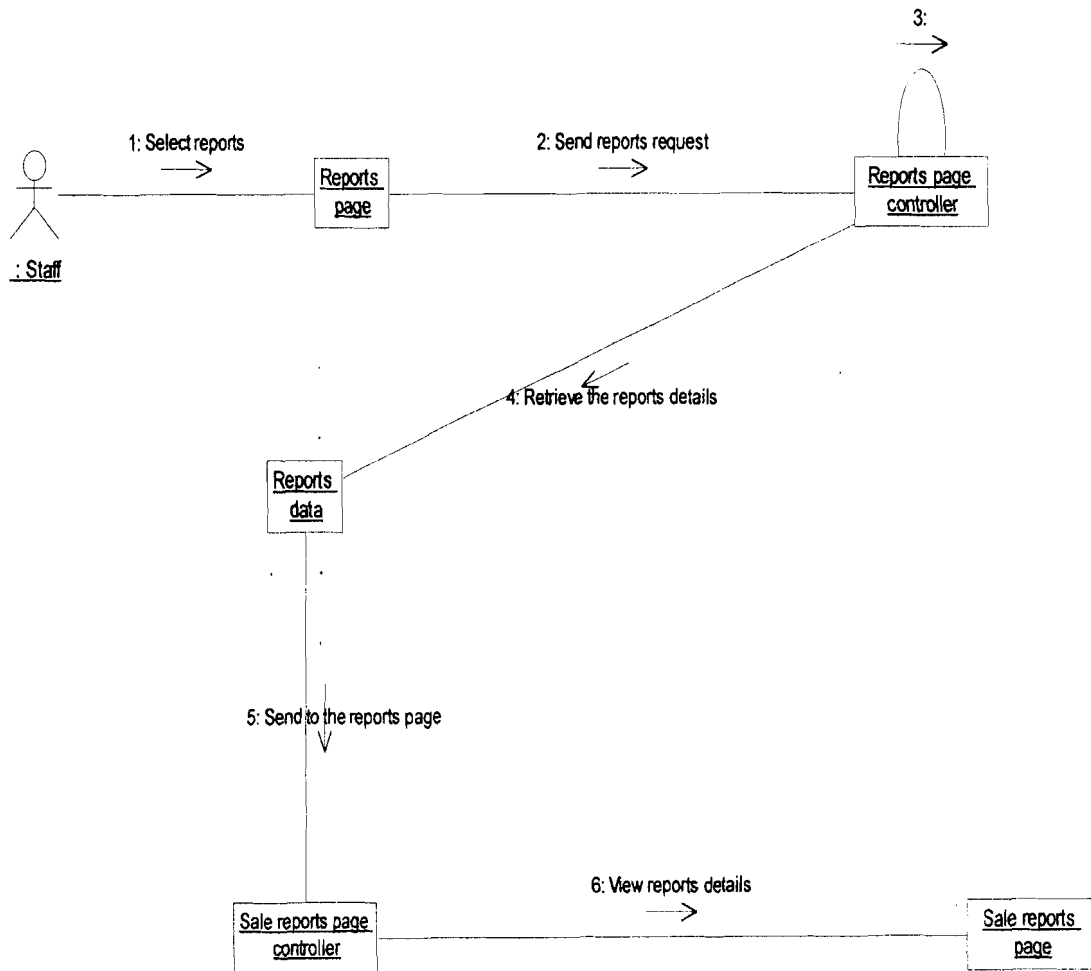 3:
1: Select reports
2: Send reports request
Reports
page
Reports page
controller
: Staff
4: Retrieve the reports details
Reports
data
5: Send to the reports page
6: View reports details
Sale reports page
controller
Sale reports
page